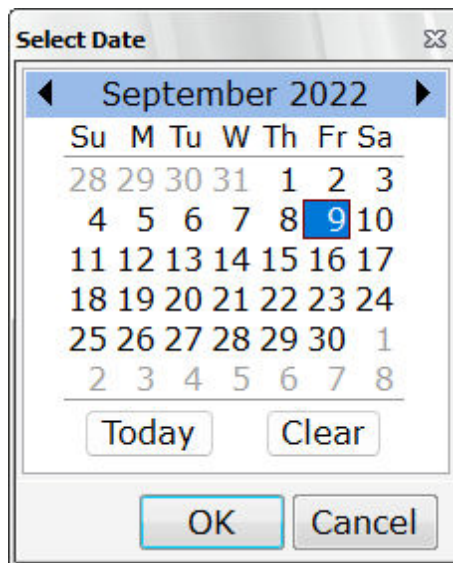 Select Date
September 2022
Su M Tu W Th Fr Sa
28 29 30 31 1 2 3
4 5 6 7 8 9 10
11 12 13 14 15 16 17
18 19 20 21 22 23 24
25 26 27 28 29 30 1
2 3 4 5 6 7 8
Today Clear
OK Cancel